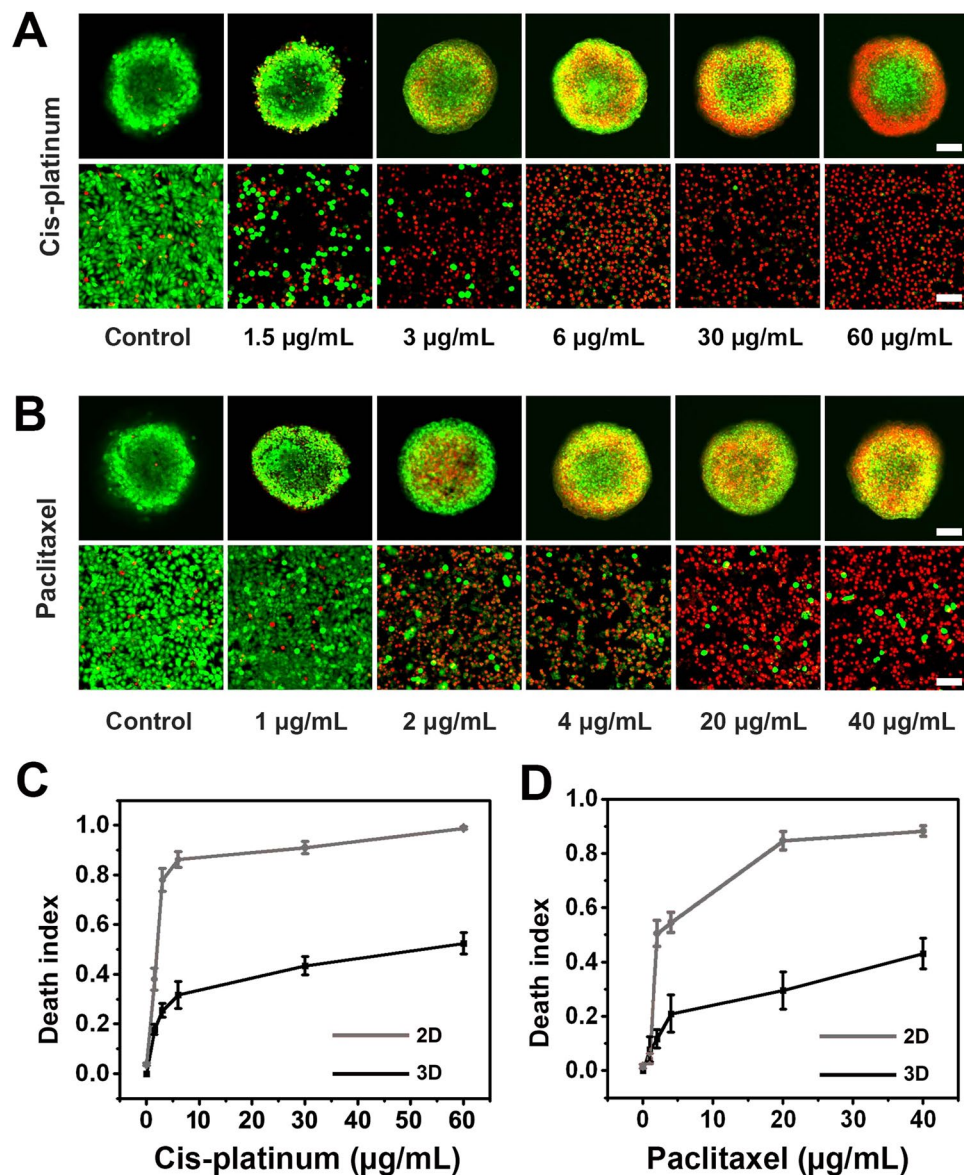 A
Cis-platinum
Control 1.5 µg/mL 3 µg/mL 6 µg/mL 30 µg/mL 60 µg/mL
B
Paclitaxel
Control 1 µg/mL 2 µg/mL 4 µg/mL 20 µg/mL 40 µg/mL
C
Death index
1.0
0.8
0.6
0.4
0.2
0.0
2D
3D
0 10 20 30 40 50 60
Cis-platinum (µg/mL)
D
Death index
1.0
0.8
0.6
0.4
0.2
0.0
2D
3D
0 10 20 30 40
Paclitaxel (µg/mL)